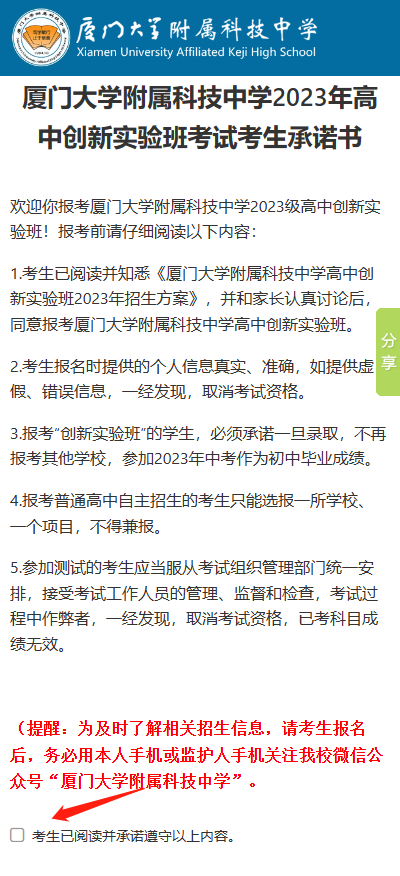 厦门大学附属科技中学
Xiamen University Affiliated Keji High School
厦门大学附属科技中学2023年高
中创新实验班考试考生承诺书
欢迎你报考厦门大学附属科技中学2023级高中创新实
验班！报考前请仔细阅读以下内容：
1.考生已阅读并知悉《厦门大学附属科技中学高中创
新实验班2023年招生方案》，并和家长认真讨论后，
同意报考厦门大学附属科技中学高中创新实验班。
分
享
2.考生报名时提供的个人信息真实、准确，如提供虚
假、错误信息，一经发现，取消考试资格。
3.报考“创新实验班”的学生，必须承诺一旦录取，不再
报考其他学校，参加2023年中考作为初中毕业成绩。
4.报考普通高中自主招生的考生只能选报一所学校、
一个项目，不得兼报。
5.参加测试的考生应当服从考试组织管理部门统一安
排，接受考试工作人员的管理、监督和检查，考试过
程中作弊者，一经发现，取消考试资格，已考科目成
绩无效。
（提醒：为及时了解相关招生信息，请考生报名
后，务必用本人手机或监护人手机关注我校微信公
众号“厦门大学附属科技中学”。
考生已阅读并承诺遵守以上内容。